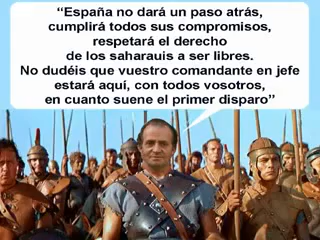 “España no dará un paso atrás,
cumplirá todos sus compromisos,
respetará el derecho
de los saharauis a ser libres.
No dudéis que vuestro comandante en jefe
estará aquí, con todos vosotros,
en cuanto suene el primer disparo”